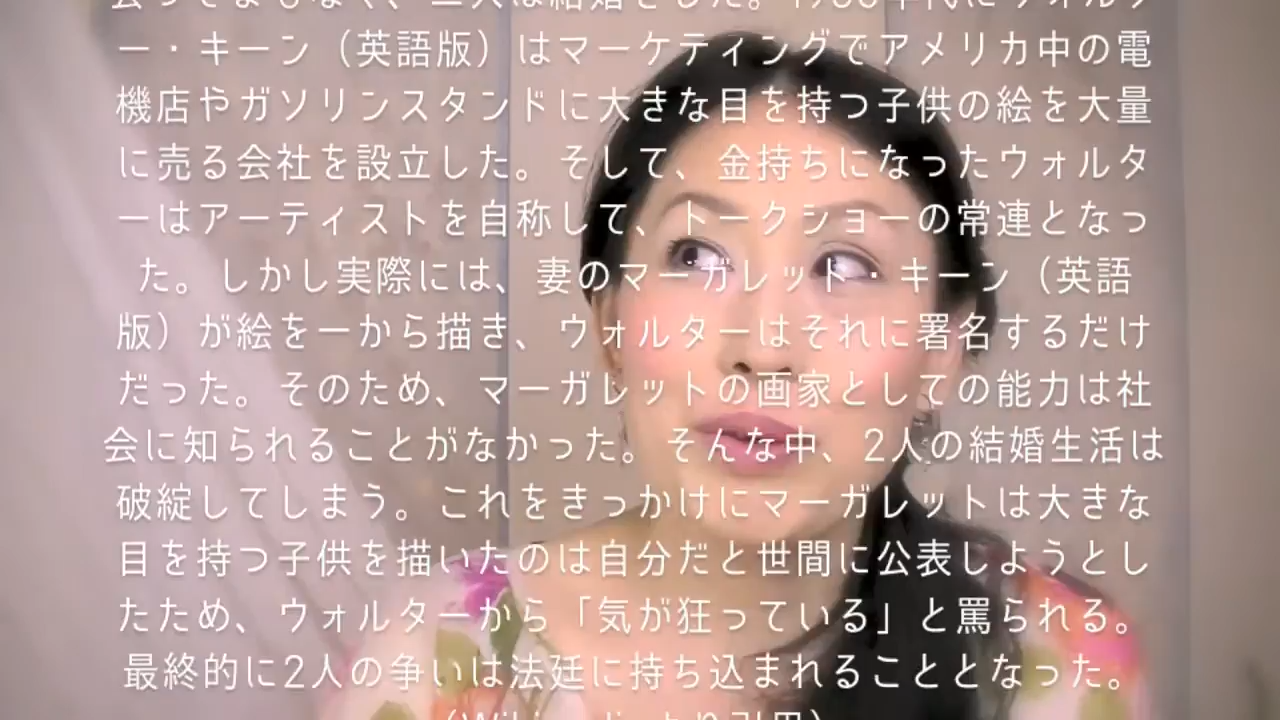 ー・キーン（英語版）はマーケティングでアメリカ中の電
機店やガソリンスタンドに大きな目を持つ子供の絵を大量
に売る会社を設立した。そして、金持ちになったウォルタ
ーはアーティストを自称して、トークショーの常連となっ
た。しかし実際には、妻のマーガレット・キーン（英語
版）が絵を一から描き、ウォルターはそれに署名するだけ
だった。そのため、マーガレットの画家としての能力は社
会に知られることがなかった。そんな中、2人の結婚生活は
破綻してしまう。これをきっかけにマーガレットは大きな
目を持つ子供を描いたのは自分だと世間に公表しようとし
たため、ウォルターから「気が狂っている」と罵られる。
最終的に2人の争いは法廷に持ち込まれることとなった。